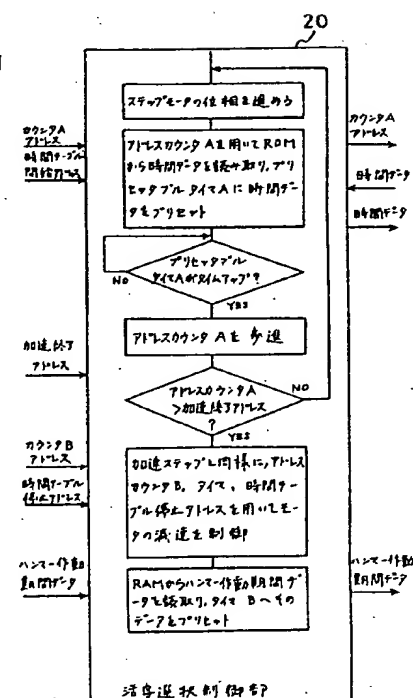 20
ステップモータの位相を進める
カウンタA
アドレス
時間テーブル
開始アドレス
アドレスカウンタAを用いてROM
から時間データを読み取り、プリ
セッタブルタイマAに時間デー
タをプリセット
カウンタA
アドレス
時間データ
時間データ
プリセッタブル
タイマAがタイムアップ?
NO
YES
アドレスカウンタAを歩進
加速終了
アドレス
アドレスカウンタA
>加速終了アドレス
?
NO
YES
カウンタB
アドレス
時間テーブル
停止アドレス
加速ステップと同様に、アドレス
カウンタB、タイマ、時間テー
ブル停止アドレスを用いてモー
タの減速を制御
ハンマー作動
期間データ
RAMからハンマー作動期間デ
ータを読取り、タイマBへその
データをプリセット
ハンマー作動
期間データ
活字選択制御部